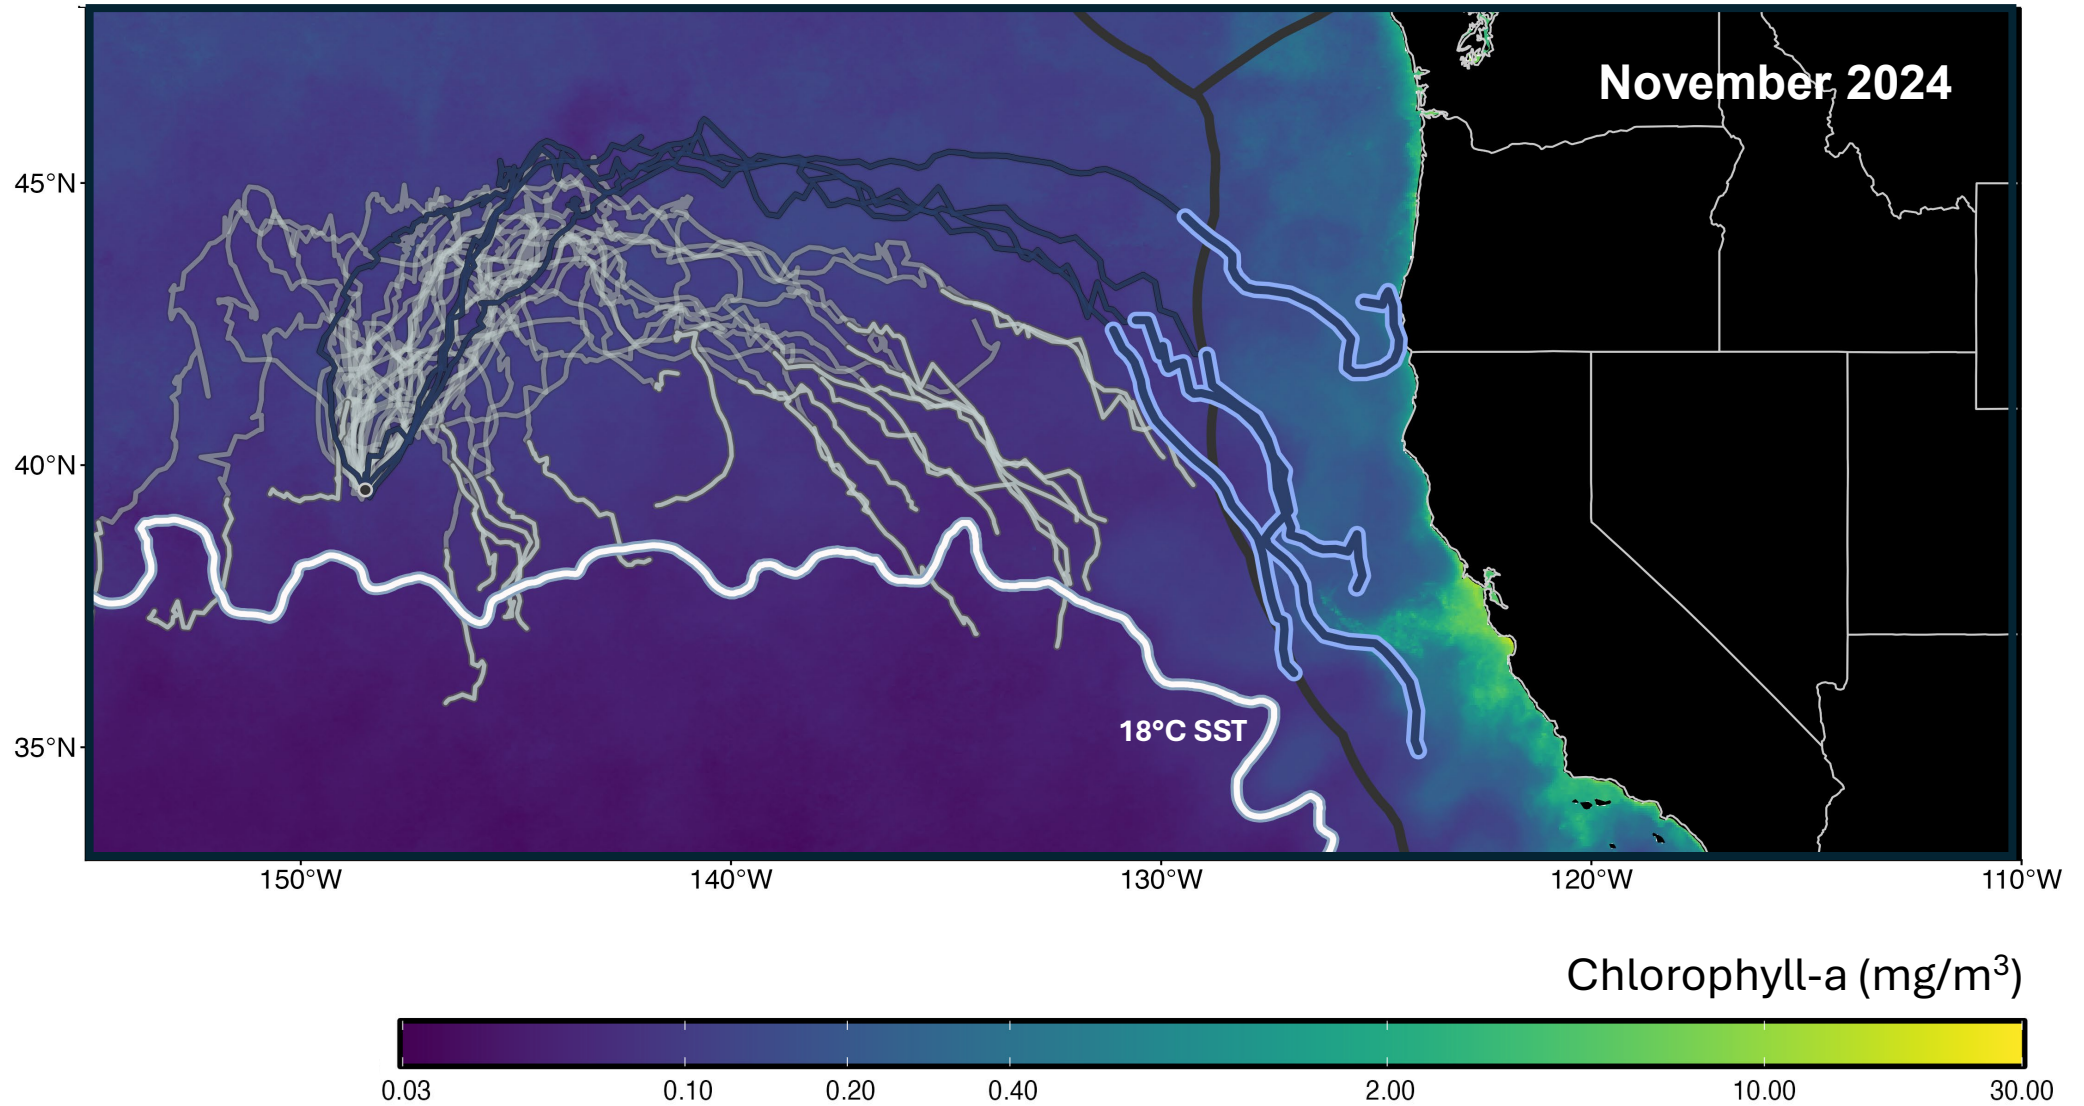 November 2024
45°N
40°N
35°N
18°C SST
150°W 140°W 130°W 120°W 110°W
Chlorophyll-a (mg/m³)
0.03 0.10 0.20 0.40 2.00 10.00 30.00